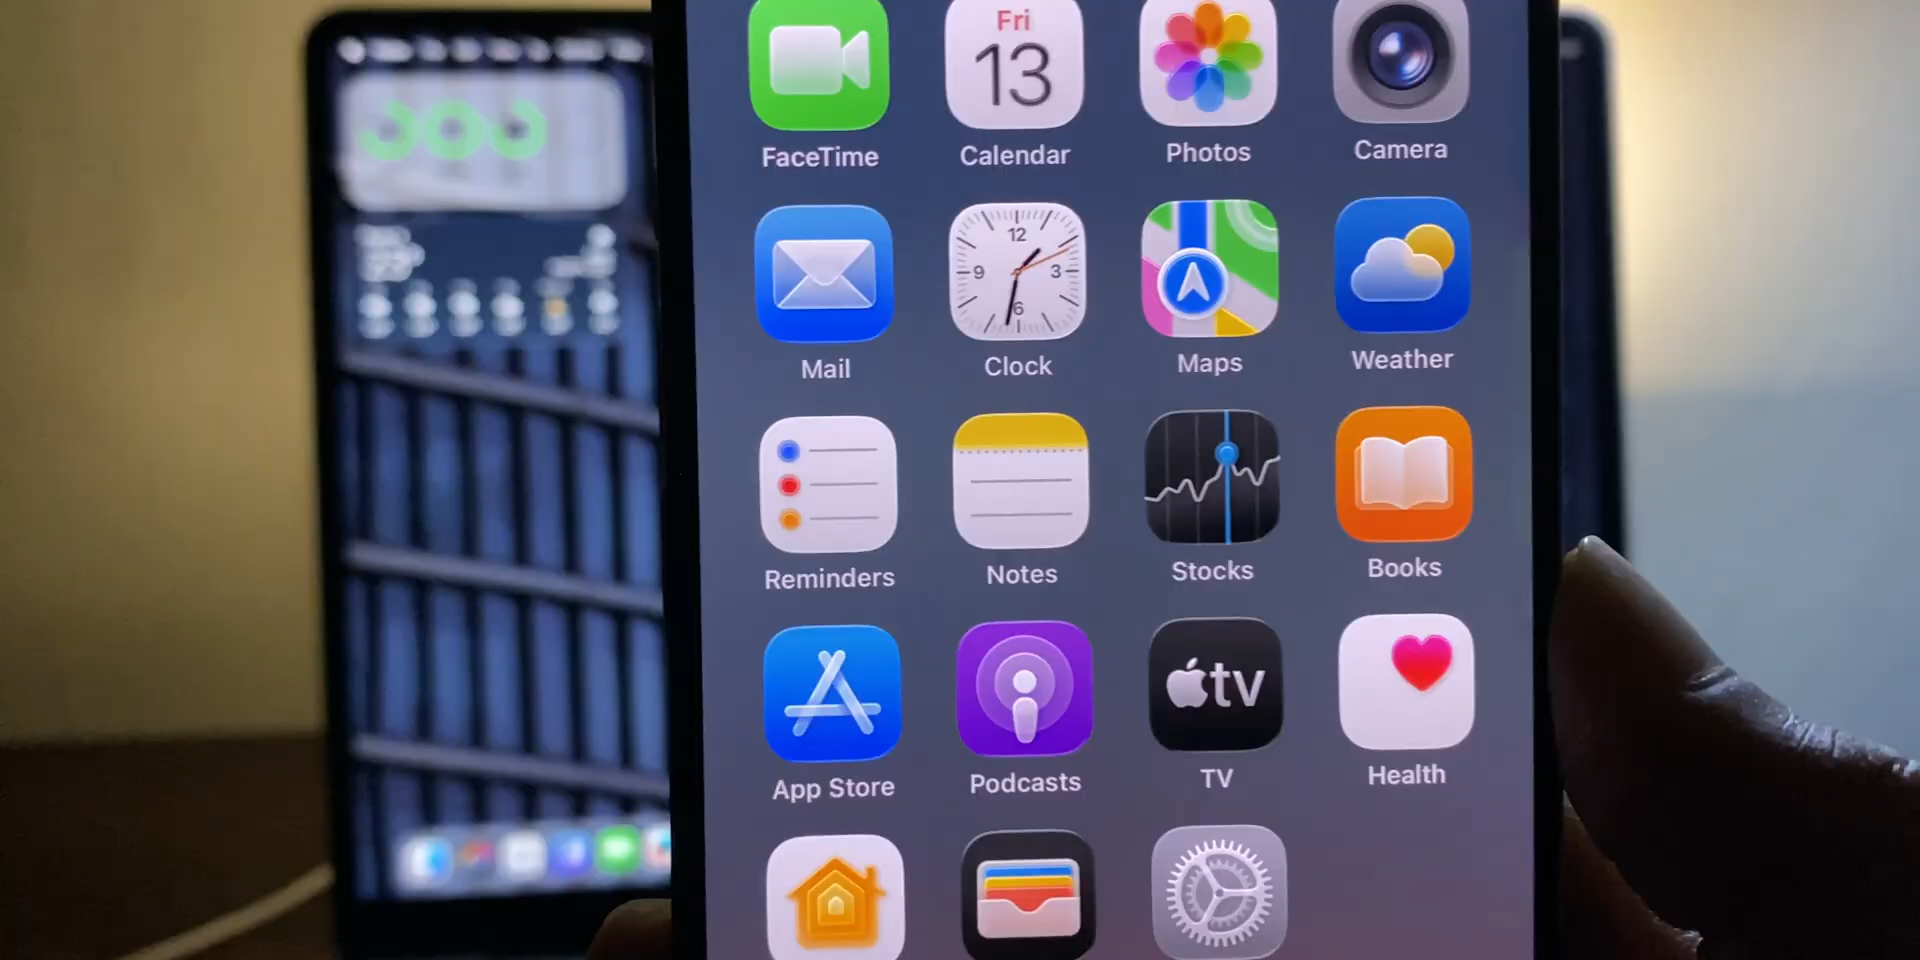 Fri
13
FaceTime
Calendar
Photos
Camera
12
9
3
6
Mail
Clock
Maps
Weather
Reminders
Notes
Stocks
Books
tv
App Store
Podcasts
TV
Health